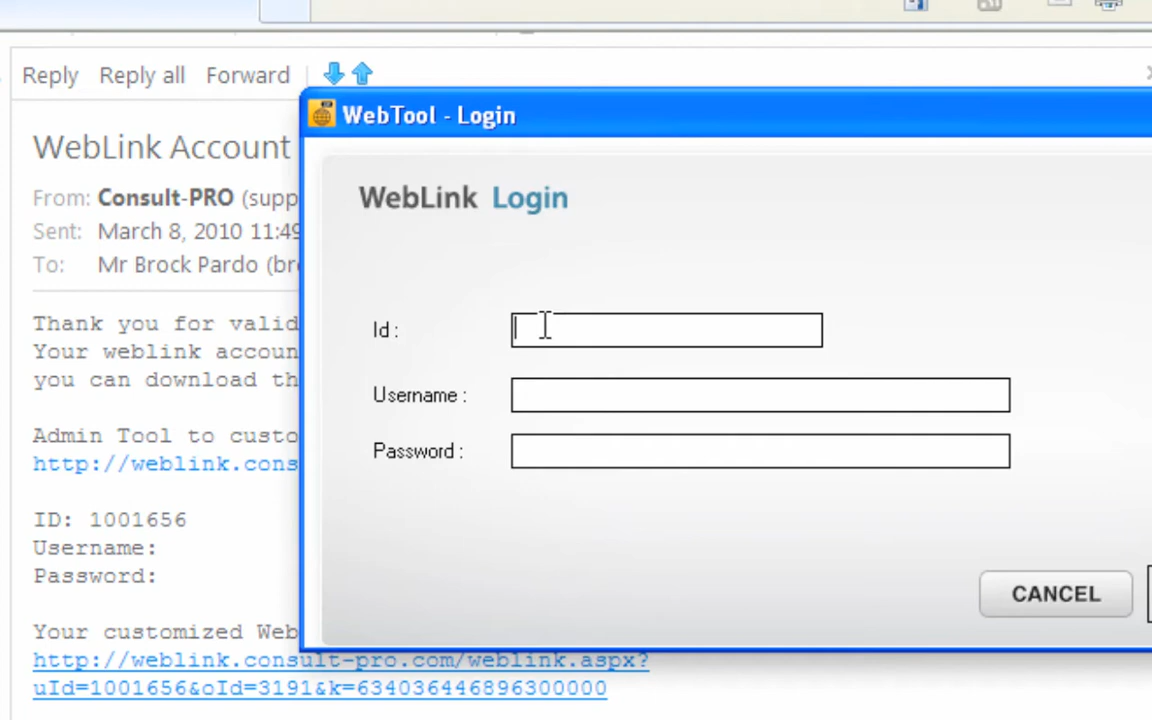 Reply Reply all Forward
WebTool - Login
WebLink Account
WebLink Login
From: Consult-PRO (supp
Sent: March 8, 2010 11:49
To: Mr Brock Pardo (bro
Id :
Thank you for valid
Your weblink accoun
you can download th
Username :
Admin Tool to custo
Password :
http://weblink.cons
ID: 1001656
Username:
Password:
CANCEL
Your customized Web
http://weblink.consult-pro.com/weblink.aspx?
uId=1001656&oId=3191&k=634036446896300000